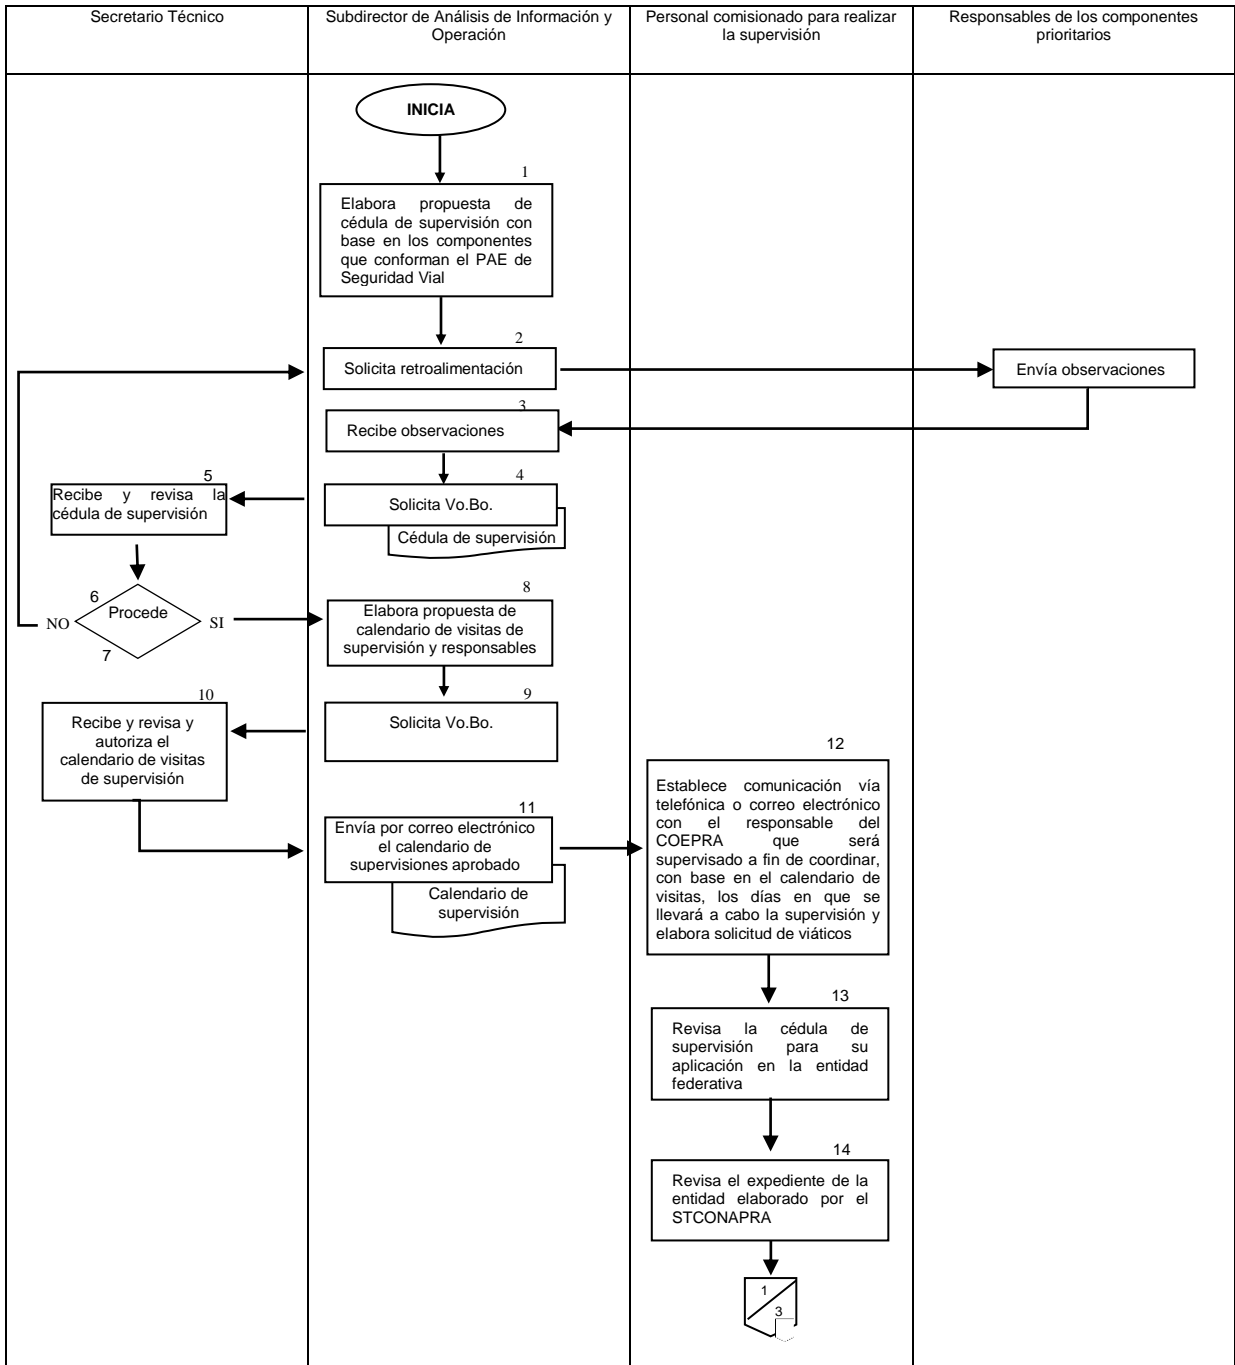 Secretario Técnico
Subdirector de Análisis de Información y
Operación
Personal comisionado para realizar
la supervisión
Responsables de los componentes
prioritarios
INICIA
1
Elabora propuesta de
cédula de supervisión con
base en los componentes
que conforman el PAE de
Seguridad Vial
2
Solicita retroalimentación
Envía observaciones
3
Recibe observaciones
4
Solicita Vo.Bo.
Cédula de supervisión
5
Recibe y revisa la
cédula de supervisión
6
Procede
7
NO
SI
8
Elabora propuesta de
calendario de visitas de
supervisión y responsables
9
Solicita Vo.Bo.
10
Recibe y revisa y
autoriza el
calendario de visitas
de supervisión
11
Envía por correo electrónico
el calendario de
supervisiones aprobado
Calendario de
supervisión
12
Establece comunicación vía
telefónica o correo electrónico
con el responsable del
COEPRA que será
supervisado a fin de coordinar,
con base en el calendario de
visitas, los días en que se
llevará a cabo la supervisión y
elabora solicitud de viáticos
13
Revisa la cédula de
supervisión para su
aplicación en la entidad
federativa
14
Revisa el expediente de la
entidad elaborado por el
STCONAPRA
1
3